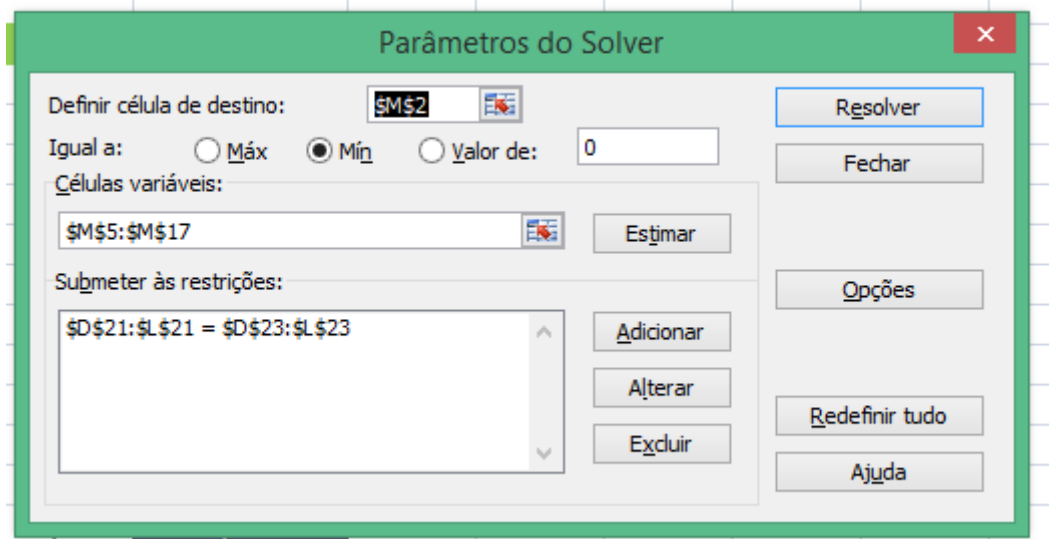 Parâmetros do Solver
Definir célula de destino: $M$2
Resolver
Igual a: Máx Mín Valor de: 0
Fechar
Células variáveis:
$M$5:$M$17
Estimar
Submeter às restrições:
Opções
$D$21:$L$21 = $D$23:$L$23
Adicionar
Alterar
Redefinir tudo
Excluir
Ajuda